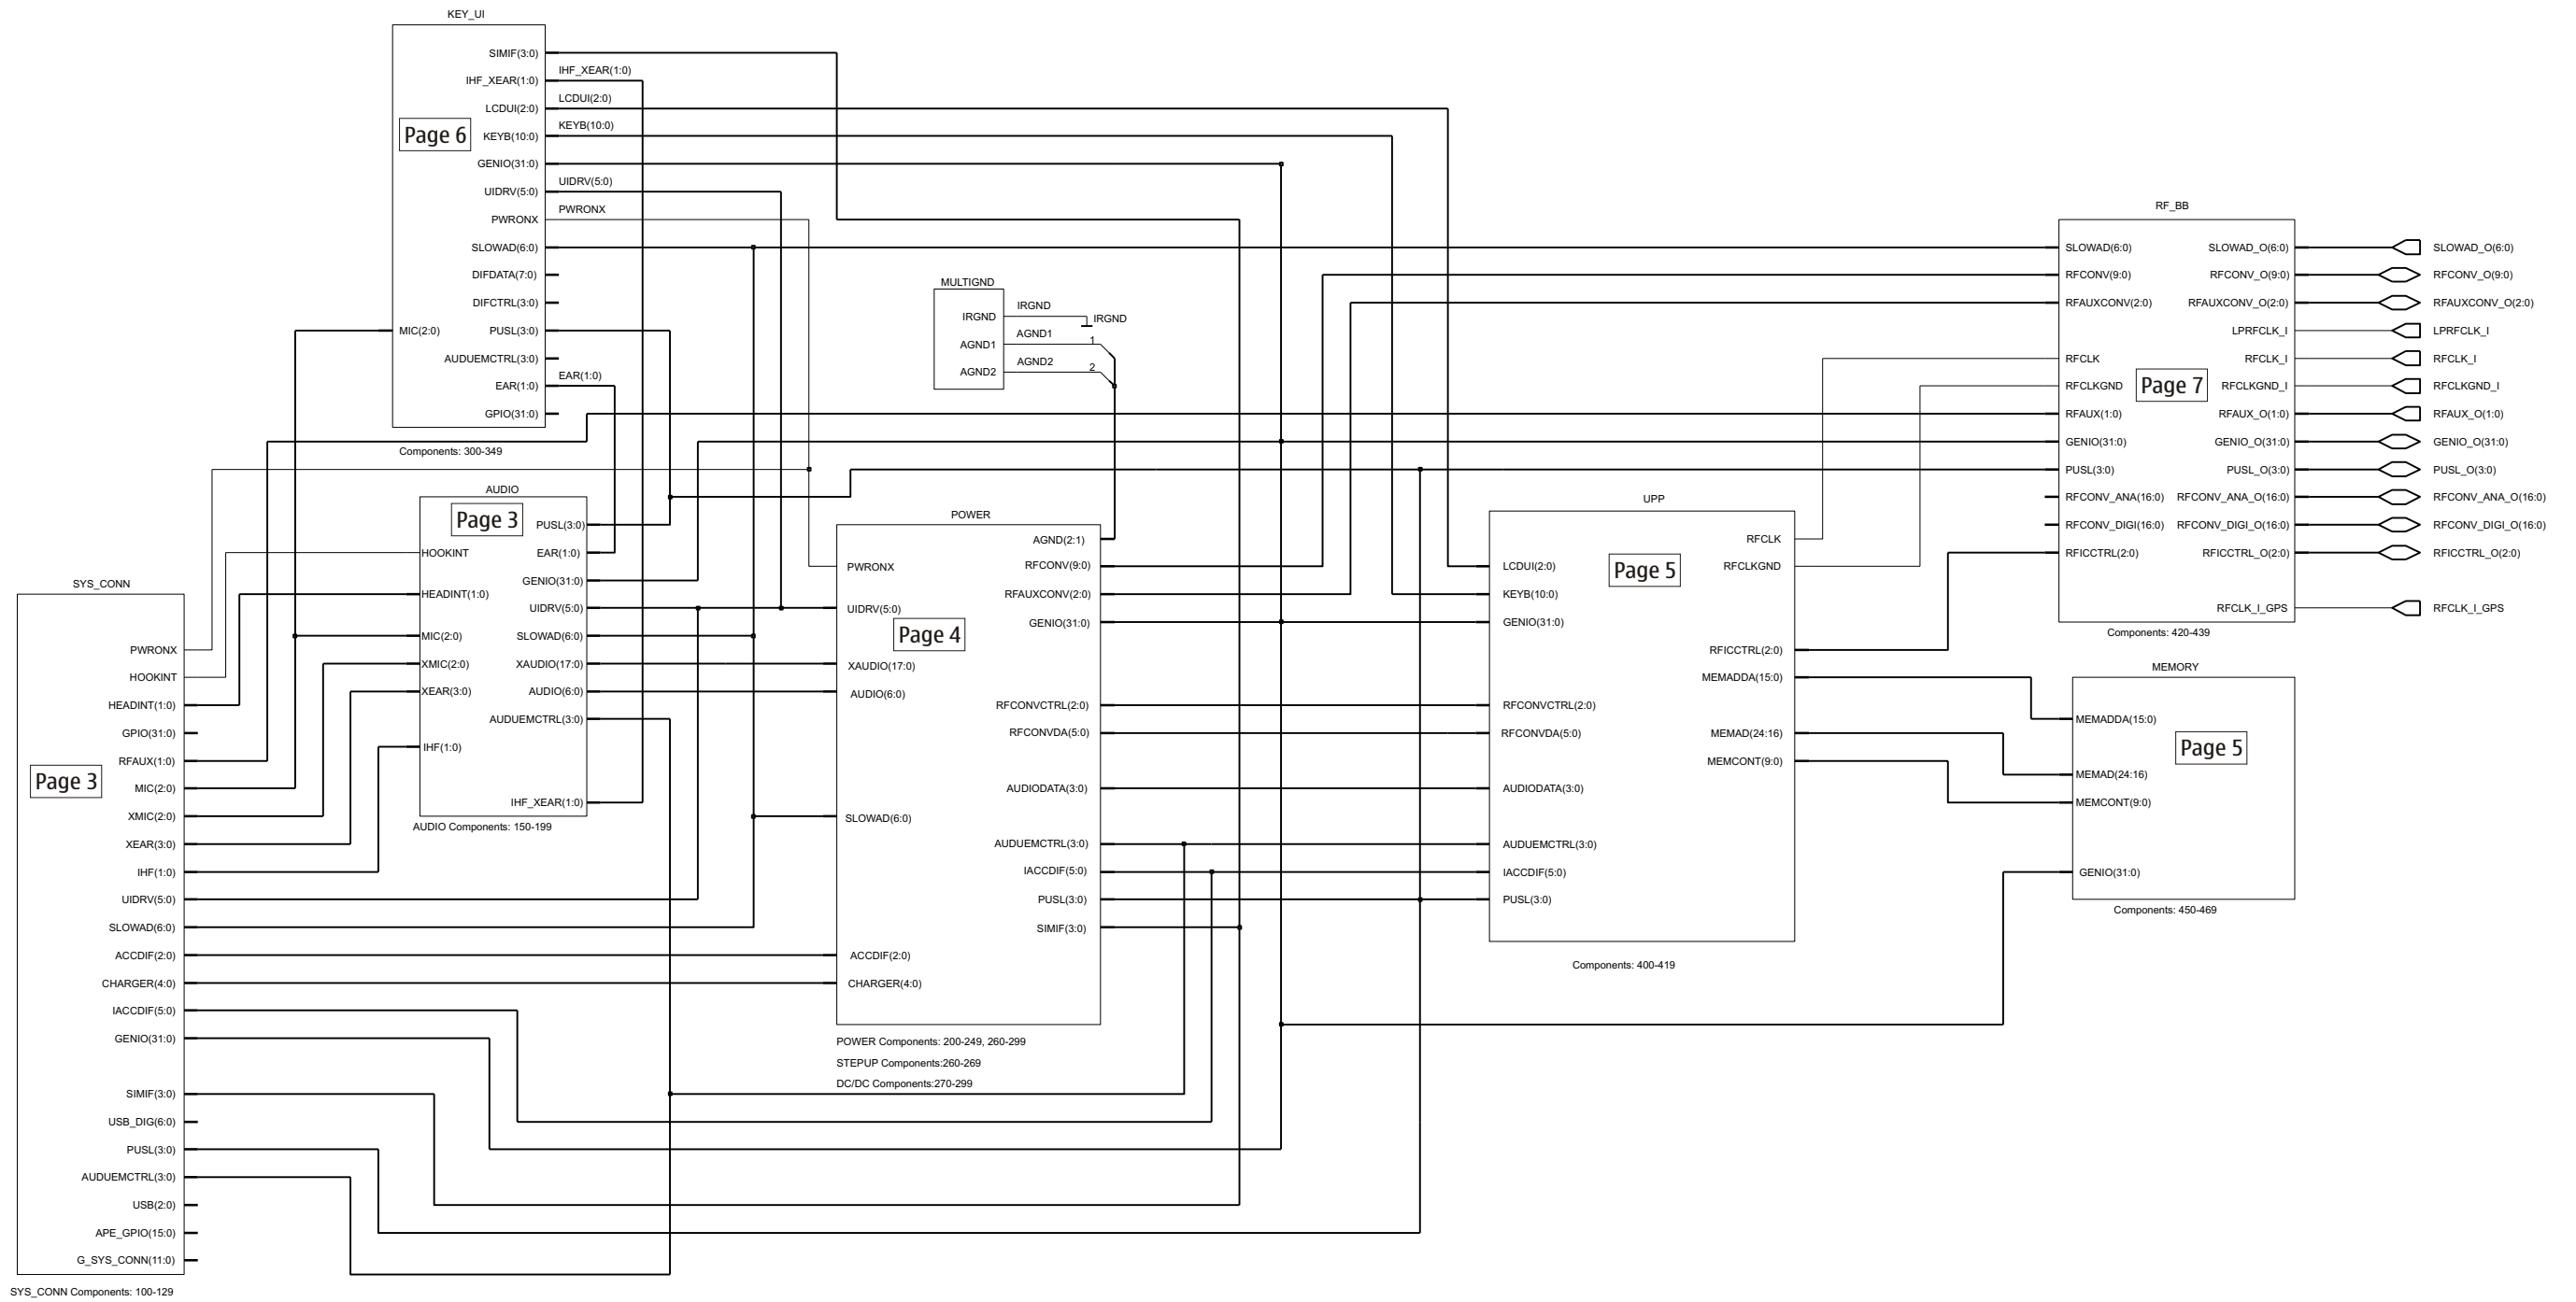 KEY_UI
SIMIF(3:0)
IHF_XEAR(1:0)
IHF_XEAR(1:0)
LCDUI(2:0)
LCDUI(2:0)
Page 6
KEYB(10:0)
KEYB(10:0)
GENIO(31:0)
UIDRV(5:0)
UIDRV(5:0)
PWRONX
PWRONX
SLOWAD(6:0)
DIFDATA(7:0)
DIFCTRL(3:0)
MIC(2:0)
PUSL(3:0)
AUDUEMCTRL(3:0)
EAR(1:0)
EAR(1:0)
GPIO(31:0)
Components: 300-349
MULTIGND
IRGND
IRGND
IRGND
AGND1
AGND1
1
AGND2
AGND2
2
AUDIO
Page 3
PUSL(3:0)
HOOKINT
EAR(1:0)
GENIO(31:0)
HEADINT(1:0)
UIDRV(5:0)
MIC(2:0)
SLOWAD(6:0)
XMIC(2:0)
XAUDIO(17:0)
XEAR(3:0)
AUDIO(6:0)
AUDUEMCTRL(3:0)
IHF(1:0)
IHF_XEAR(1:0)
AUDIO Components: 150-199
SYS_CONN
PWRONX
HOOKINT
HEADINT(1:0)
GPIO(31:0)
RFAUX(1:0)
Page 3
MIC(2:0)
XMIC(2:0)
XEAR(3:0)
IHF(1:0)
UIDRV(5:0)
SLOWAD(6:0)
ACCDIF(2:0)
CHARGER(4:0)
IACCDIF(5:0)
GENIO(31:0)
SIMIF(3:0)
USB_DIG(6:0)
PUSL(3:0)
AUDUEMCTRL(3:0)
USB(2:0)
APE_GPIO(15:0)
G_SYS_CONN(11:0)
SYS_CONN Components: 100-129
POWER
AGND(2:1)
PWRONX
RFCONV(9:0)
RFAUXCONV(2:0)
UIDRV(5:0)
GENIO(31:0)
Page 4
XAUDIO(17:0)
AUDIO(6:0)
RFCONVCTRL(2:0)
RFCONVDA(5:0)
AUDIODATA(3:0)
SLOWAD(6:0)
AUDUEMCTRL(3:0)
IACCDIF(5:0)
PUSL(3:0)
SIMIF(3:0)
ACCDIF(2:0)
CHARGER(4:0)
POWER Components: 200-249, 260-299
STEPUP Components:260-269
DC/DC Components:270-299
UPP
RFCLK
LCDUI(2:0)
Page 5
RFCLKGND
KEYB(10:0)
GENIO(31:0)
RFICCTRL(2:0)
MEMADDA(15:0)
RFCONVCTRL(2:0)
RFCONVDA(5:0)
MEMAD(24:16)
MEMCONT(9:0)
AUDIODATA(3:0)
AUDUEMCTRL(3:0)
IACCDIF(5:0)
PUSL(3:0)
Components: 400-419
RF_BB
SLOWAD(6:0)
SLOWAD_O(6:0)
SLOWAD_O(6:0)
RFCONV(9:0)
RFCONV_O(9:0)
RFCONV_O(9:0)
RFAUXCONV(2:0)
RFAUXCONV_O(2:0)
RFAUXCONV_O(2:0)
LPRFCLK_I
LPRFCLK_I
RFCLK
RFCLK_I
RFCLK_I
RFCLKGND
Page 7
RFCLKGND_I
RFCLKGND_I
RFAUX(1:0)
RFAUX_O(1:0)
RFAUX_O(1:0)
GENIO(31:0)
GENIO_O(31:0)
GENIO_O(31:0)
PUSL(3:0)
PUSL_O(3:0)
PUSL_O(3:0)
RFCONV_ANA(16:0)
RFCONV_ANA_O(16:0)
RFCONV_ANA_O(16:0)
RFCONV_DIGI(16:0)
RFCONV_DIGI_O(16:0)
RFCONV_DIGI_O(16:0)
RFICCTRL(2:0)
RFICCTRL_O(2:0)
RFICCTRL_O(2:0)
RFCLK_I_GPS
RFCLK_I_GPS
Components: 420-439
MEMORY
MEMADDA(15:0)
Page 5
MEMAD(24:16)
MEMCONT(9:0)
GENIO(31:0)
Components: 450-469